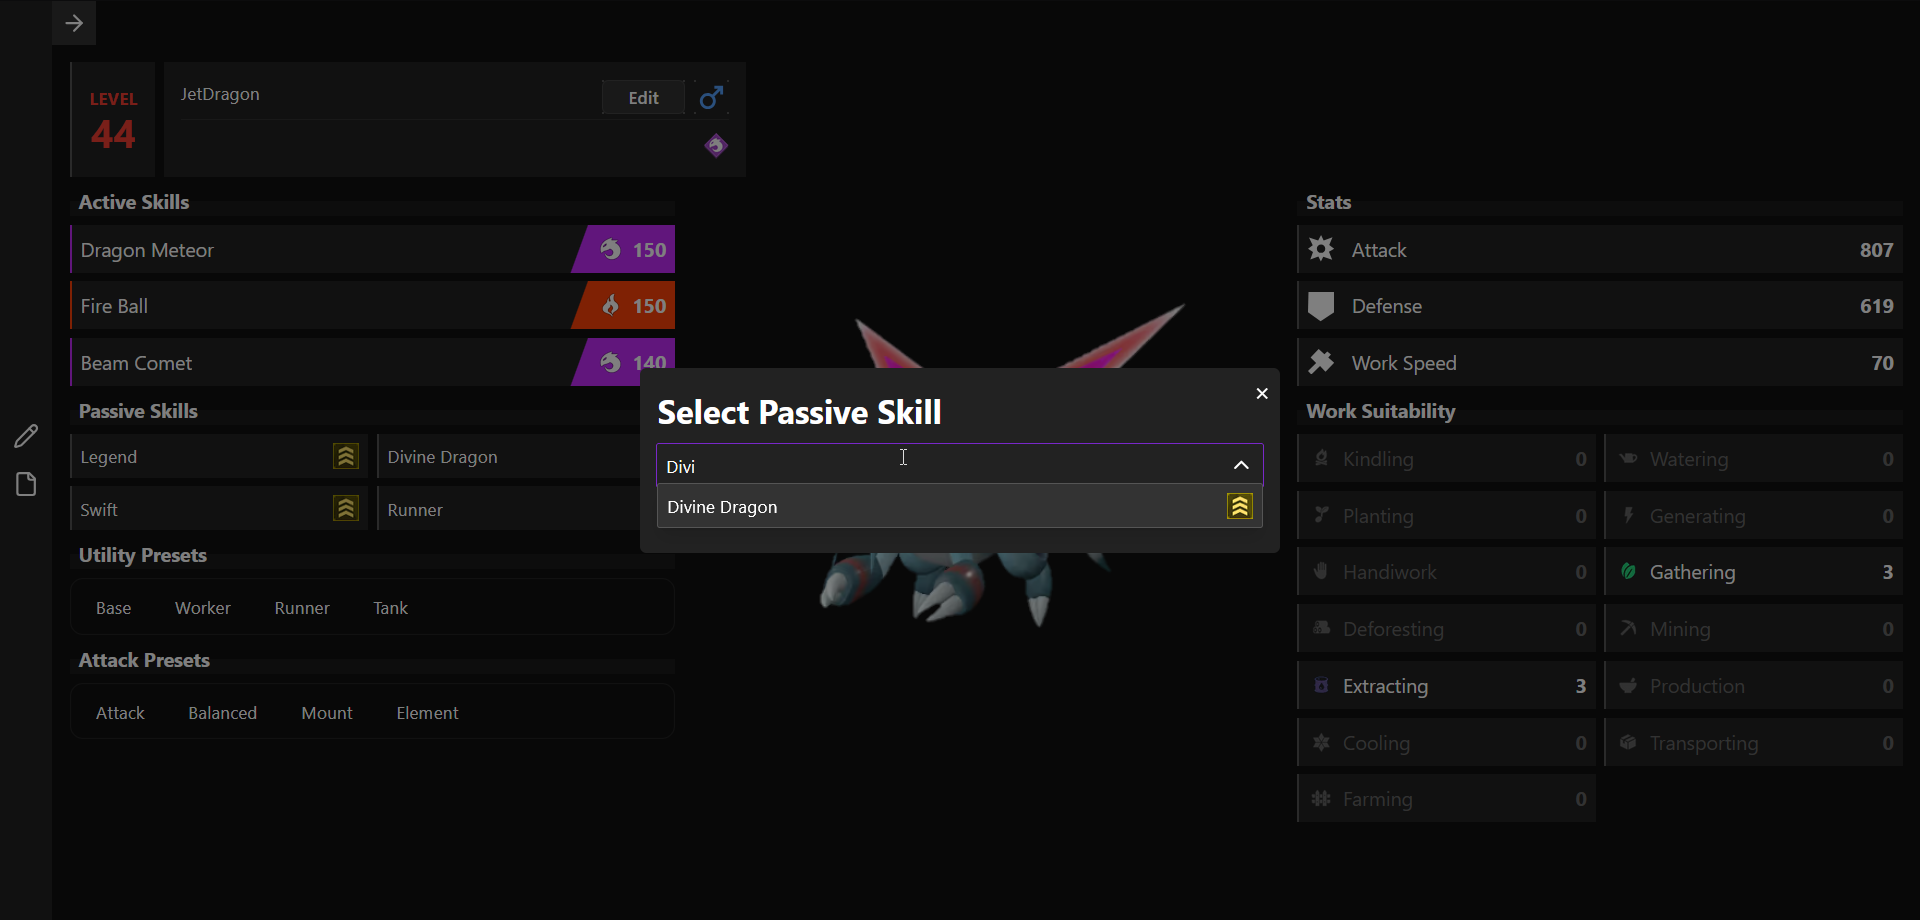 LEVEL
44
JetDragon
Edit
Active Skills
Dragon Meteor 150
Fire Ball 150
Beam Comet 140
Passive Skills
Legend Divine Dragon
Swift Runner
Utility Presets
Base Worker Runner Tank
Attack Presets
Attack Balanced Mount Element
Select Passive Skill
Divi
Divine Dragon
Stats
Attack 807
Defense 619
Work Speed 70
Work Suitability
Kindling 0 Watering 0
Planting 0 Generating 0
Handiwork 0 Gathering 3
Deforesting 0 Mining 0
Extracting 3 Production 0
Cooling 0 Transporting 0
Farming 0